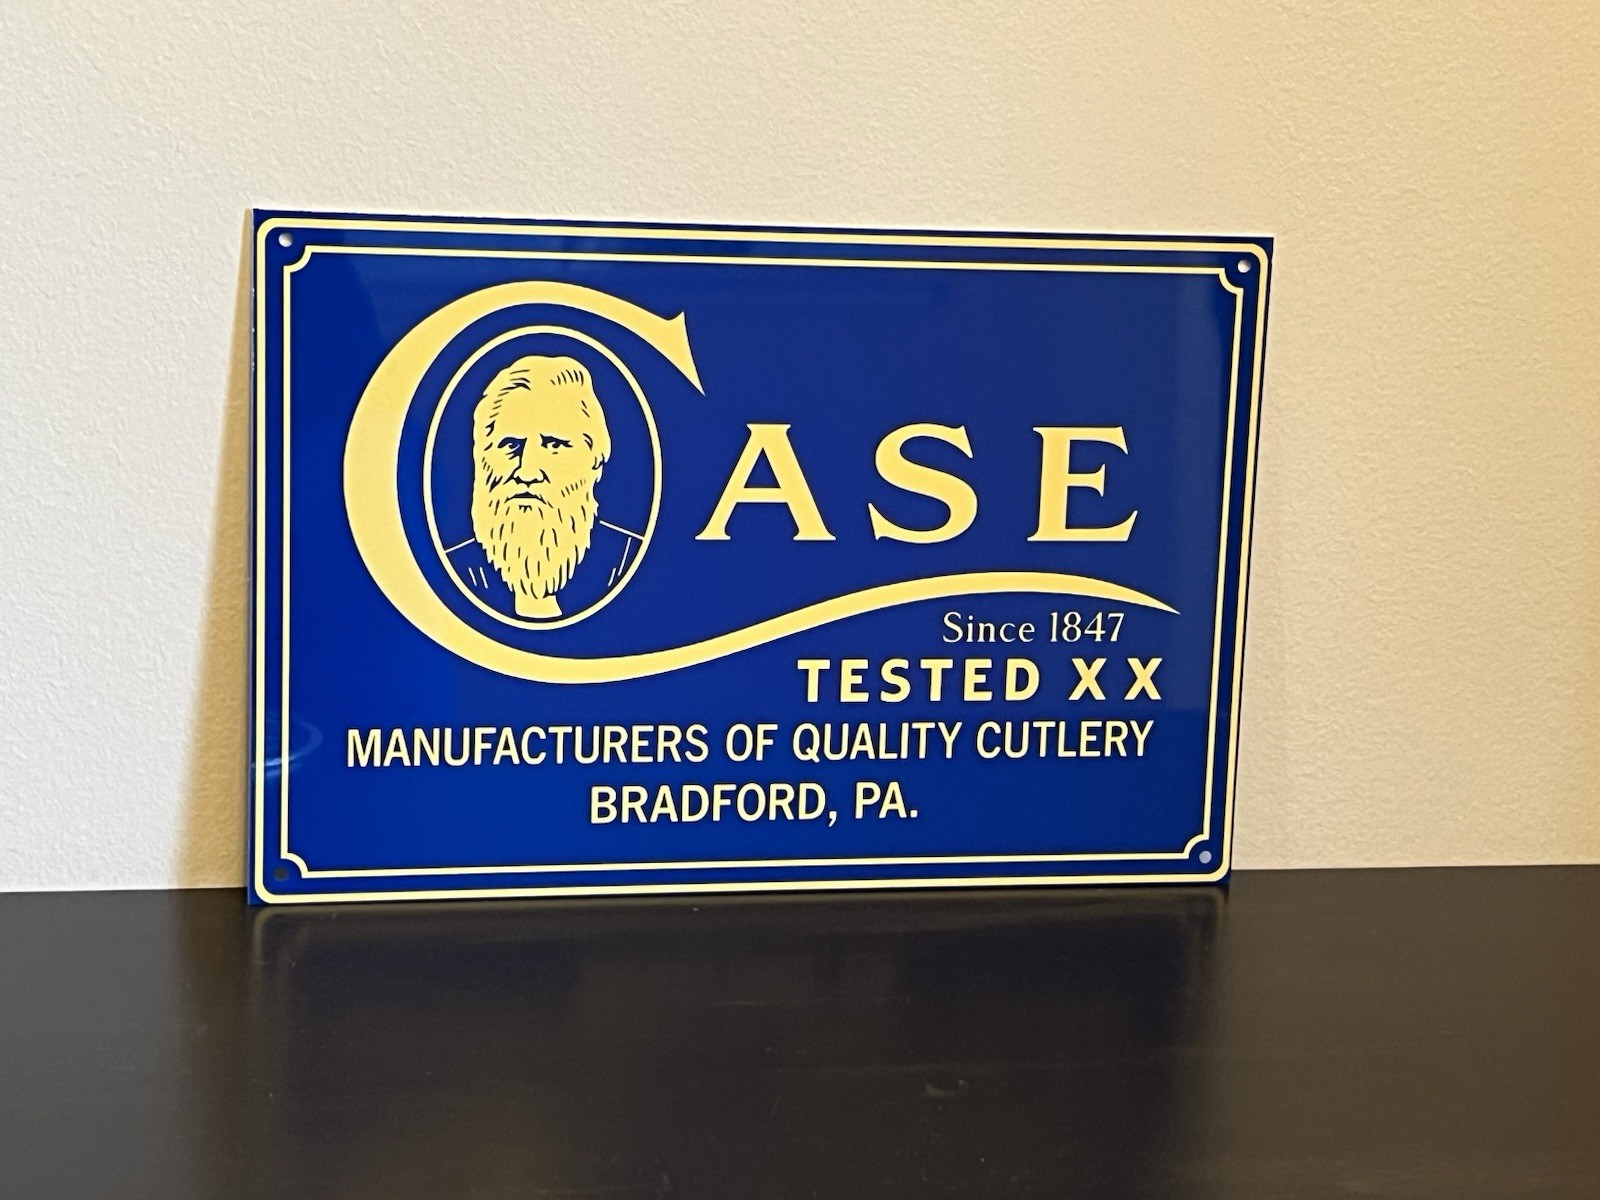 CASE
Since 1847
TESTED XX
MANUFACTURERS OF QUALITY CUTLERY
BRADFORD, PA.